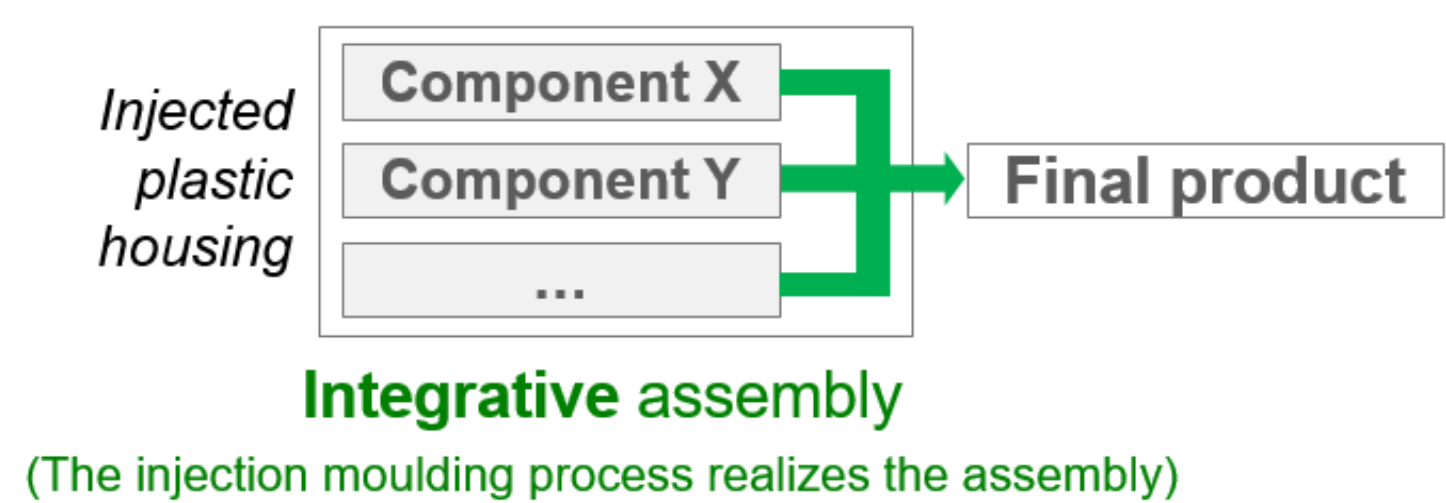 Injected
plastic
housing
Component X
Component Y
...
Final product
Integrative assembly
(The injection moulding process realizes the assembly)